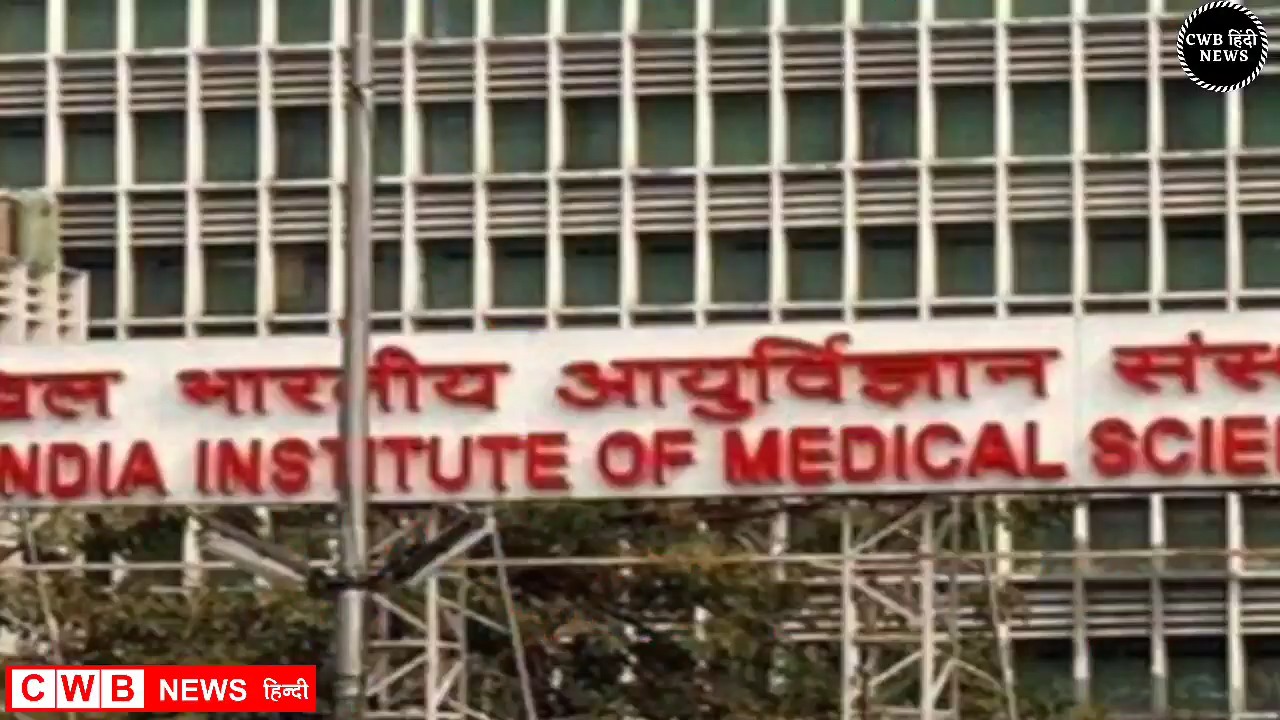 CWB हिंदी
NEWS
भारतीय आयुर्विज्ञान
INSTITUTE OF MEDICAL
CWB NEWS हिन्दी